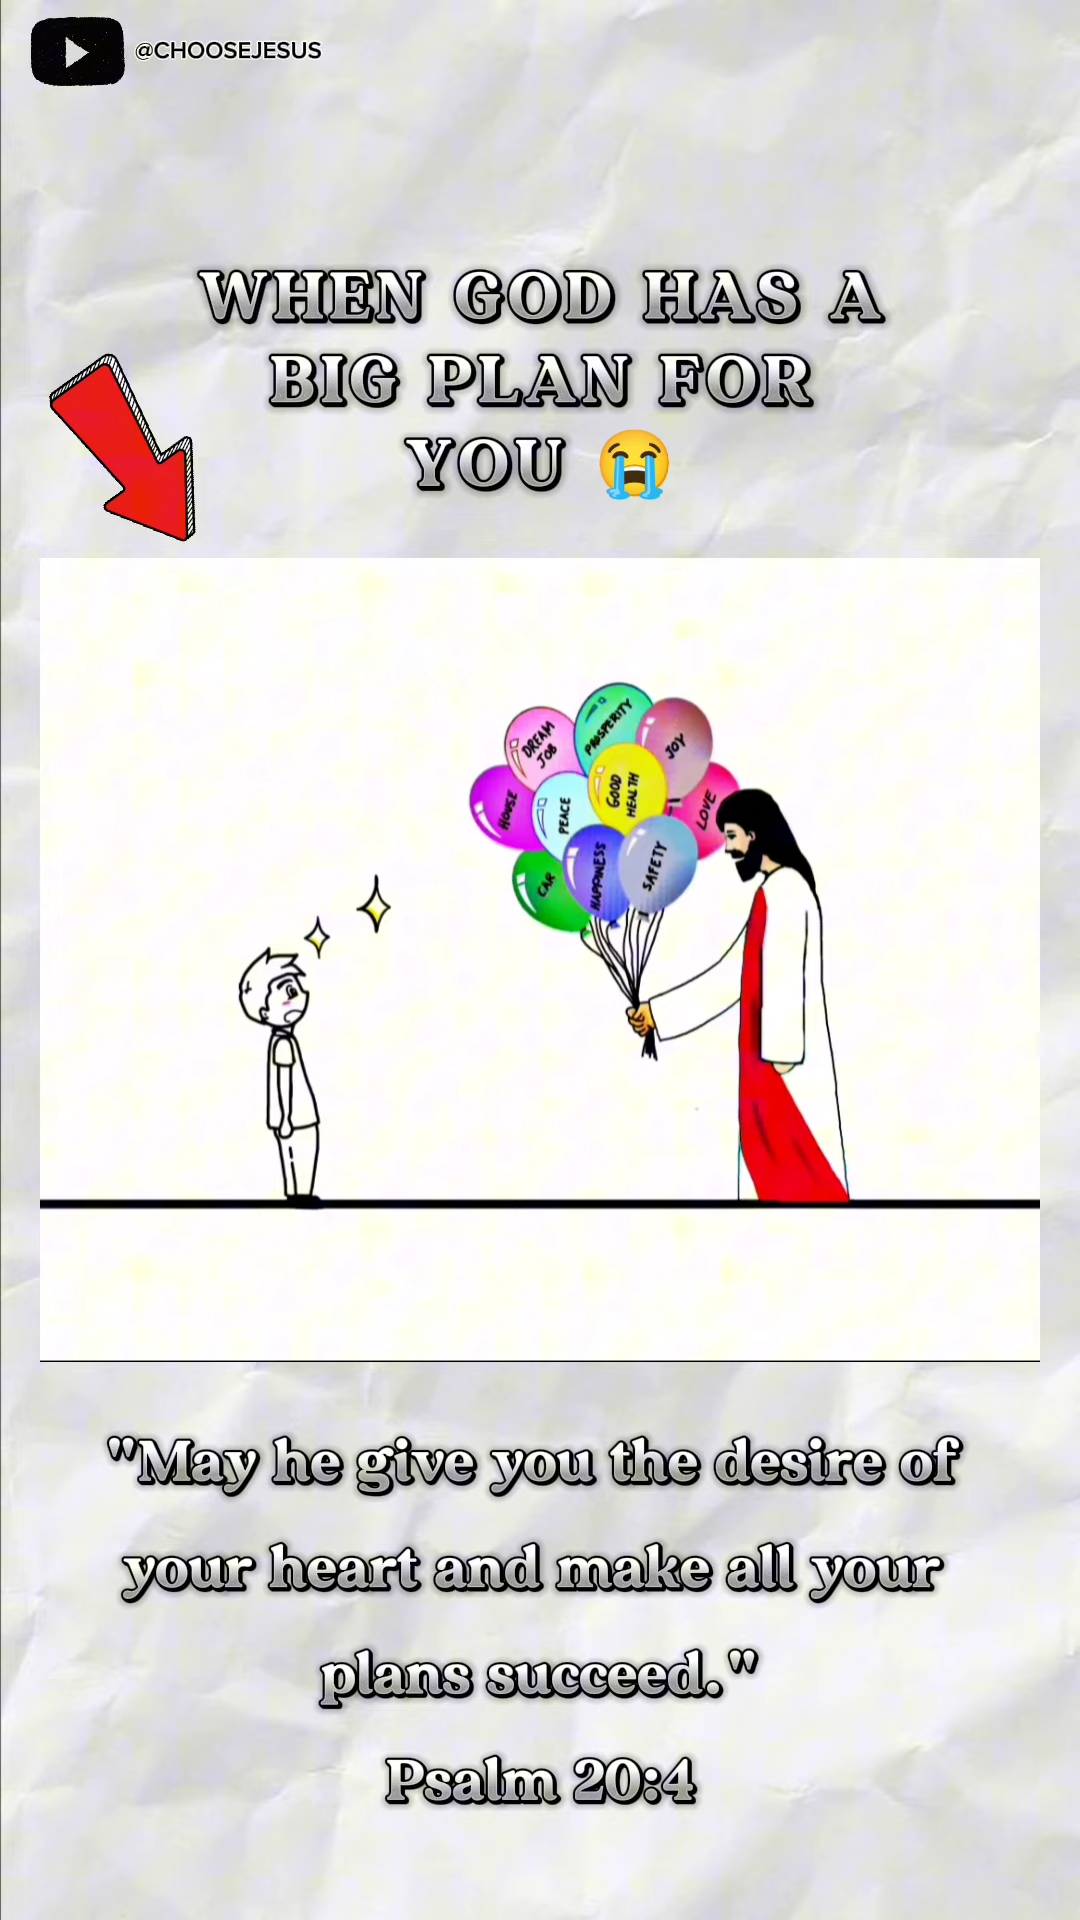 @CHOOSEJESUS
WHEN GOD HAS A
BIG PLAN FOR
YOU 😭
DREAM
JOB
PROSPERITY
JOY
HOUSE
PEACE
GOOD
HEALTH
LOVE
CAR
HAPPINESS
SAFETY
"May he give you the desire of
your heart and make all your
plans succeed."
Psalm 20:4